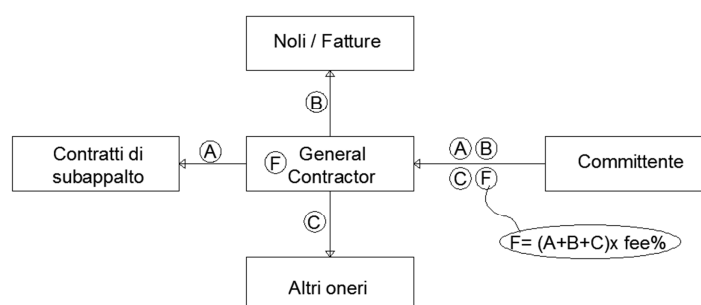 Noli / Fatture
B
Contratti di
subappalto
A
F
General
Contractor
A B
C F
Committente
C
F= (A+B+C)x fee%
Altri oneri